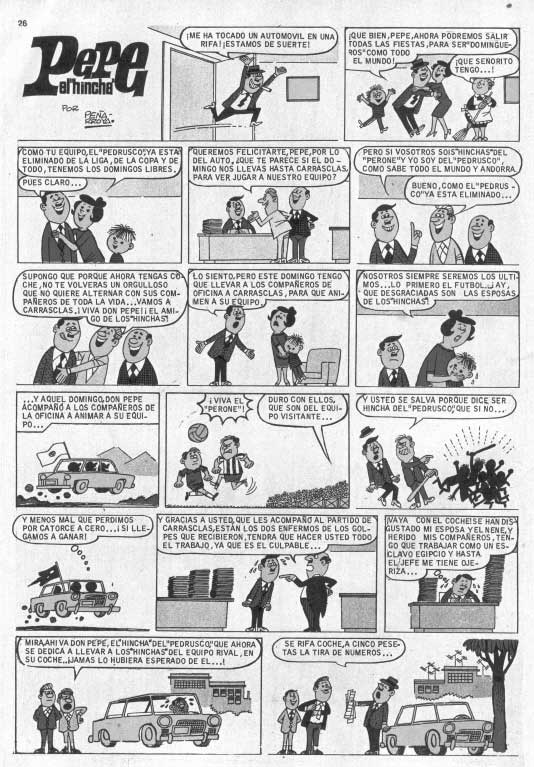 26
Pepe
el hincha
POR
PEÑA-
RROYA.
¡ME HA TOCADO UN AUTOMOVIL EN UNA
RIFA! ¡ESTAMOS DE SUERTE!
¡QUE BIEN, PEPE, AHORA PODREMOS SALIR
TODAS LAS FIESTAS, PARA SER "DOMINGUE-
ROS" COMO TODO
EL MUNDO!
¡QUE SEÑORITO
TENGO...!
COMO TU EQUIPO, EL "PEDRUSCO", YA ESTA
ELIMINADO DE LA LIGA, DE LA COPA Y DE
TODO, TENEMOS LOS DOMINGOS LIBRES.
PUES CLARO...
QUEREMOS FELICITARTE, PEPE, POR LO
DEL AUTO. ¿QUE TE PARECE SI EL DO-
MINGO NOS LLEVAS HASTA CARRASCLAS,
PARA VER JUGAR A NUESTRO EQUIPO?
PERO SI VOSOTROS SOIS "HINCHAS" DEL
"PERONE" Y YO SOY DEL "PEDRUSCO",
COMO SABE TODO EL MUNDO Y ANDORRA.
BUENO, COMO EL "PEDRUS-
CO" YA ESTA ELIMINADO...
SUPONGO QUE PORQUE AHORA TENGAS CO
CHE, NO TE VOLVERAS UN ORGULLOSO
QUE NO QUIERE ALTERNAR CON SUS COM-
PAÑEROS DE TODA LA VIDA...VAMOS A
CARRASCLAS. ¡VIVA DON PEPE! ¡EL AMI-
GO DE LOS "HINCHAS"!
LO SIENTO, PERO ESTE DOMINGO TENGO
QUE LLEVAR A LOS COMPAÑEROS DE
OFICINA A CARRASCLAS, PARA QUE ANI-
MEN A SU EQUIPO.
NOSOTROS SIEMPRE SEREMOS LOS ULTI-
MOS...LO PRIMERO EL FUTBOL. ¡AY,
QUE DESGRACIADAS SON LAS ESPOSAS
DE LOS "HINCHAS"!
...Y AQUEL DOMINGO, DON PEPE
ACOMPAÑO A LOS COMPAÑEROS DE
LA OFICINA A ANIMAR A SU EQUI-
PO...
¡VIVA EL
"PERONE"!
DURO CON ELLOS,
QUE SON DEL EQUI-
PO VISITANTE...
Y USTED SE SALVA PORQUE DICE SER
HINCHA DEL "PEDRUSCO", QUE SI NO...
Y MENOS MAL QUE PERDIMOS
POR CATORCE A CERO... ¡SI LLE-
GAMOS A GANAR!
Y GRACIAS A USTED, QUE LES ACOMPAÑO AL PARTIDO DE
CARRASCLAS, ESTAN LOS DOS ENFERMOS DE LOS GOL-
PES QUE RECIBIERON, TENDRA QUE HACER USTED TODO
EL TRABAJO, YA QUE ES EL CULPABLE...
VAYA CON EL COCHE! SE HAN DIS-
GUSTADO MI ESPOSA Y EL NENE, Y
HERIDO MIS COMPAÑEROS, TEN-
GO QUE TRABAJAR COMO UN ES-
CLAVO EGIPCIO Y HASTA
EL JEFE ME TIENE OJE-
RIZA...
MIRA, AHI VA DON PEPE, EL "HINCHA" DEL "PEDRUSCO", QUE AHORA
SE DEDICA A LLEVAR A LOS "HINCHAS" DEL EQUIPO RIVAL, EN
SU COCHE... ¡JAMAS LO HUBIERA ESPERADO DE EL...!
SE RIFA COCHE, A CINCO PESE-
TAS LA TIRA DE NUMEROS...